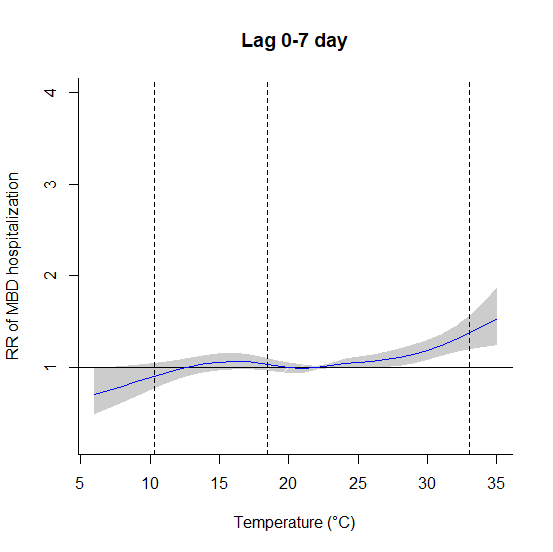 Lag 0-7 day
RR of MBD hospitalization
4
3
2
1
5 10 15 20 25 30 35
Temperature (°C)